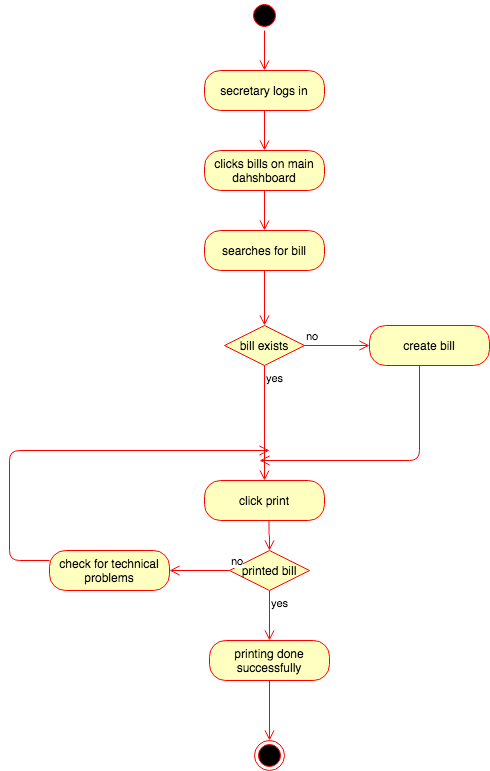 secretary logs in
clicks bills on main
dahshboard
searches for bill
bill exists
no
create bill
yes
click print
check for technical
problems
no
printed bill
yes
printing done
successfully